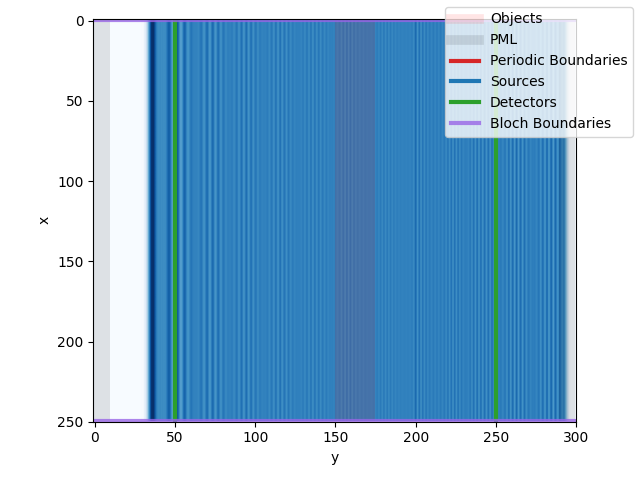 Objects
PML
Periodic Boundaries
Sources
Detectors
Bloch Boundaries
0
50
100
150
200
250
x
0 50 100 150 200 250 300
y